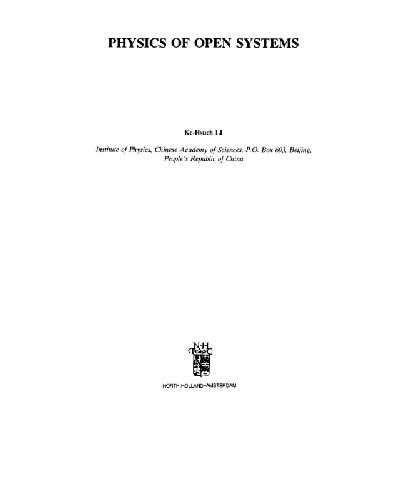 PHYSICS OF OPEN SYSTEMS
Ke-Hsueh LI
Institute of Physics, Chinese Academy of Sciences, P.O. Box 603, Beijing,
People's Republic of China
N·H
NORTH-HOLLAND-AMSTERDAM